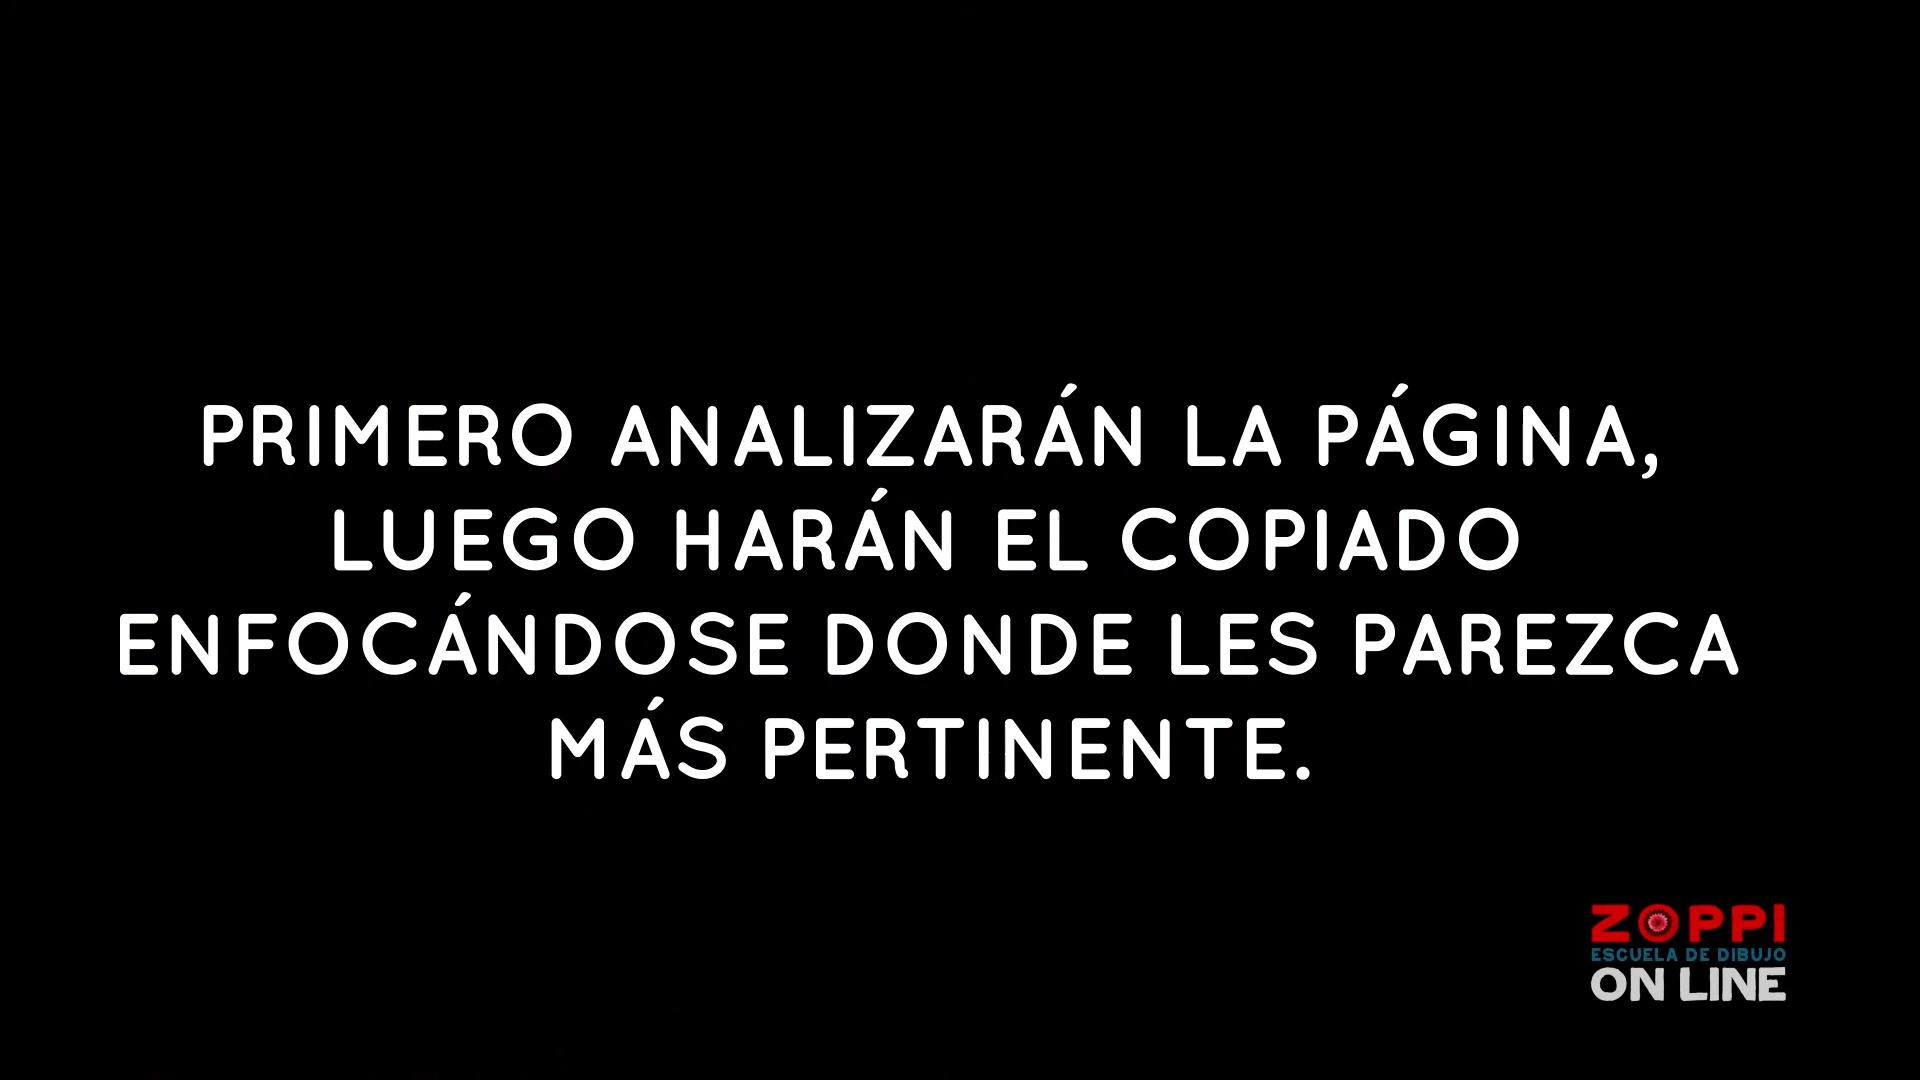 PRIMERO ANALIZARÁN LA PÁGINA,
LUEGO HARÁN EL COPIADO
ENFOCÁNDOSE DONDE LES PAREZCA
MÁS PERTINENTE.
ZOPPI
ESCUELA DE DIBUJO
ON LINE